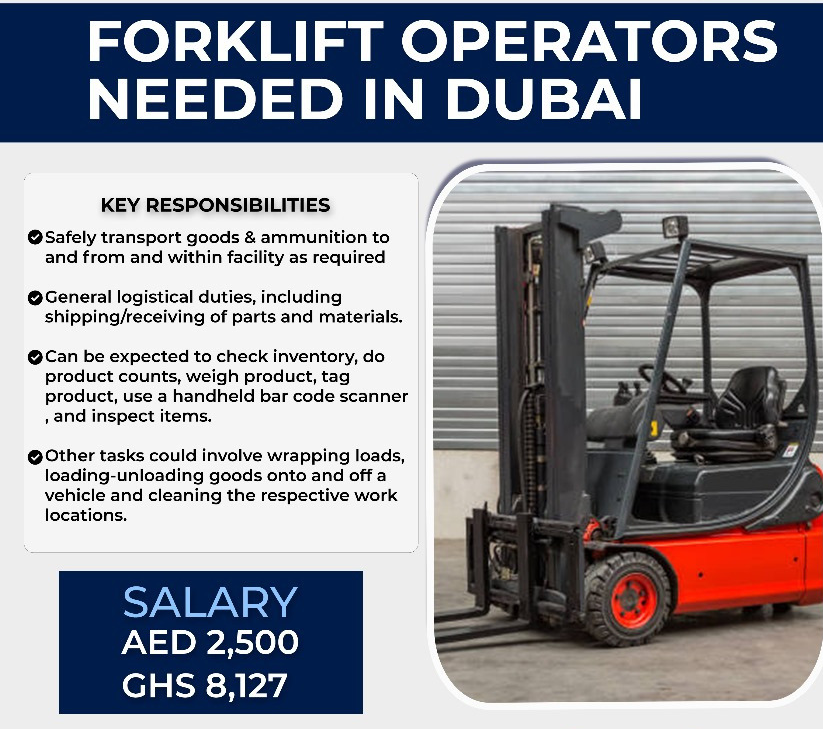 FORKLIFT OPERATORS
NEEDED IN DUBAI
KEY RESPONSIBILITIES
Safely transport goods & ammunition to
and from and within facility as required
General logistical duties, including
shipping/receiving of parts and materials.
Can be expected to check inventory, do
product counts, weigh product, tag
product, use a handheld bar code scanner
, and inspect items.
Other tasks could involve wrapping loads,
loading-unloading goods onto and off a
vehicle and cleaning the respective work
locations.
SALARY
AED 2,500
GHS 8,127